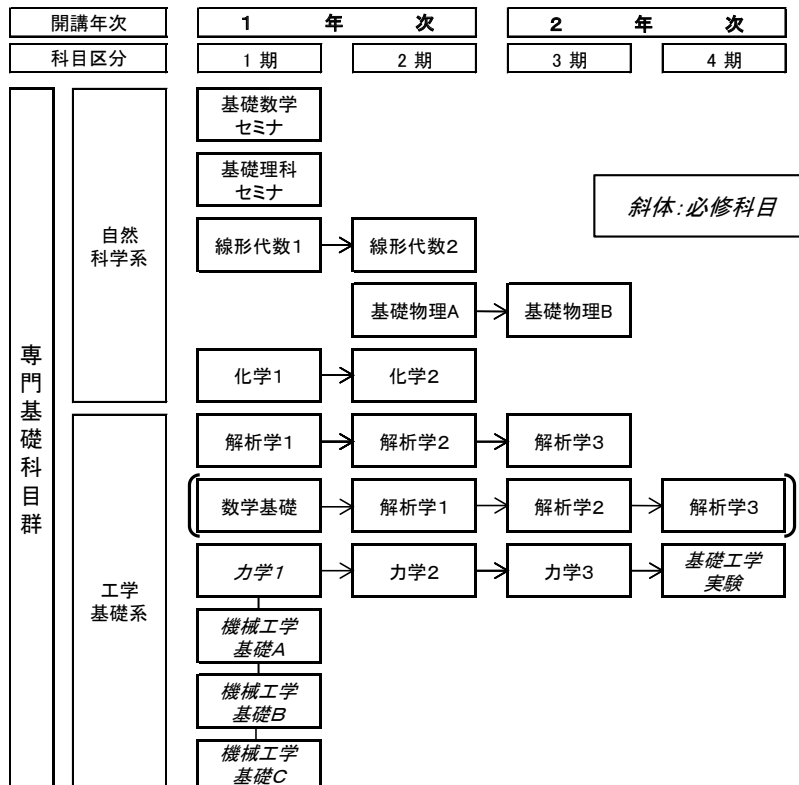 開講年次
1 年 次
2 年 次
科目区分
1 期
2 期
3 期
4 期
専門基礎科目群
自然
科学系
基礎数学
セミナ
基礎理科
セミナ
斜体：必修科目
線形代数1
線形代数2
基礎物理A
基礎物理B
化学1
化学2
工学
基礎系
解析学1
解析学2
解析学3
数学基礎
解析学1
解析学2
解析学3
力学1
力学2
力学3
基礎工学
実験
機械工学
基礎A
機械工学
基礎B
機械工学
基礎C